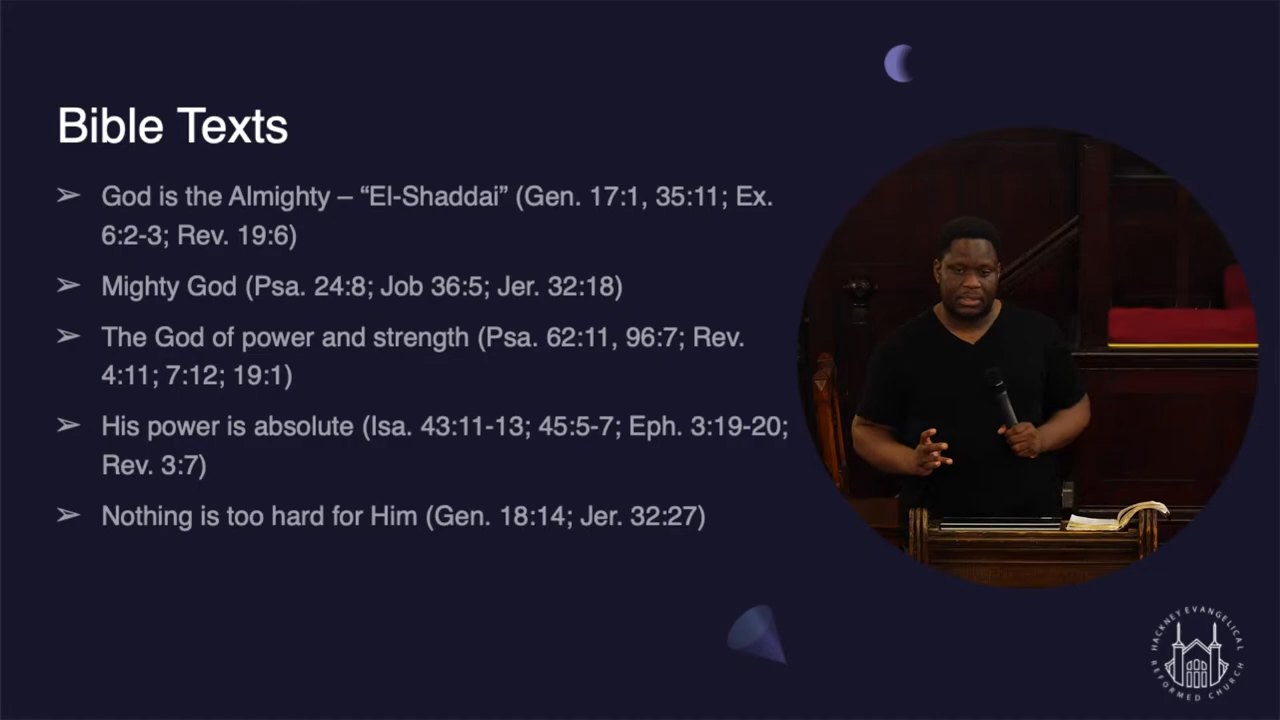 Bible Texts
➢ God is the Almighty – “El-Shaddai” (Gen. 17:1, 35:11; Ex.
6:2-3; Rev. 19:6)
➢ Mighty God (Psa. 24:8; Job 36:5; Jer. 32:18)
➢ The God of power and strength (Psa. 62:11, 96:7; Rev.
4:11; 7:12; 19:1)
➢ His power is absolute (Isa. 43:11-13; 45:5-7; Eph. 3:19-20;
Rev. 3:7)
➢ Nothing is too hard for Him (Gen. 18:14; Jer. 32:27)
HACKNEY EVANGELICAL
REFORMED CHURCH